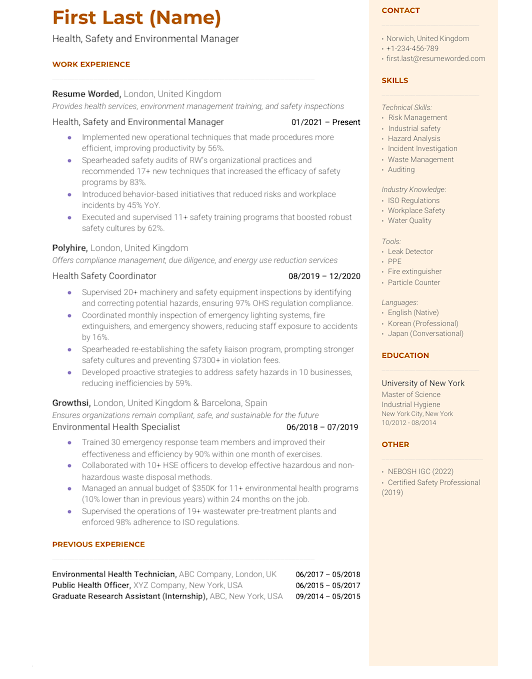 First Last (Name)
Health, Safety and Environmental Manager
WORK EXPERIENCE
Resume Worded, London, United Kingdom
Provides health services, environment management training, and safety inspections
Health, Safety and Environmental Manager 01/2021 – Present
• Implemented new operational techniques that made procedures more
efficient, improving productivity by 56%.
• Spearheaded safety audits of RW's organizational practices and
recommended 17+ new techniques that increased the efficacy of safety
programs by 83%.
• Introduced behavior-based initiatives that reduced risks and workplace
incidents by 45% YoY.
• Executed and supervised 11+ safety training programs that boosted robust
safety cultures by 62%.
Polyhire, London, United Kingdom
Offers compliance management, due diligence, and energy use reduction services
Health Safety Coordinator 08/2019 – 12/2020
• Supervised 20+ machinery and safety equipment inspections by identifying
and correcting potential hazards, ensuring 97% OHS regulation compliance.
• Coordinated monthly inspection of emergency lighting systems, fire
extinguishers, and emergency showers, reducing staff exposure to accidents
by 16%.
• Spearheaded re-establishing the safety liaison program, prompting stronger
safety cultures and preventing $7300+ in violation fees.
• Developed proactive strategies to address safety hazards in 10 businesses,
reducing inefficiencies by 59%.
Growthsi, London, United Kingdom & Barcelona, Spain
Ensures organizations remain compliant, safe, and sustainable for the future
Environmental Health Specialist 06/2018 - 07/2019
• Trained 30 emergency response team members and improved their
effectiveness and efficiency by 90% within one month of exercises.
• Collaborated with 10+ HSE officers to develop effective hazardous and non-
hazardous waste disposal methods.
• Managed an annual budget of $350K for 11+ environmental health programs
(10% lower than in previous years) within 24 months on the job.
• Supervised the operations of 19+ wastewater pre-treatment plants and
enforced 98% adherence to ISO regulations.
PREVIOUS EXPERIENCE
Environmental Health Technician, ABC Company, London, UK 06/2017 – 05/2018
Public Health Officer, XYZ Company, New York, USA 06/2015 – 05/2017
Graduate Research Assistant (Internship), ABC, New York, USA 09/2014 – 05/2015
CONTACT
• Norwich, United Kingdom
• +1-234-456-789
• first.last@resumeworded.com
SKILLS
Technical Skills:
• Risk Management
• Industrial safety
• Hazard Analysis
• Incident Investigation
• Waste Management
• Auditing
Industry Knowledge:
• ISO Regulations
• Workplace Safety
• Water Quality
Tools:
• Leak Detector
• PPE
• Fire extinguisher
• Particle Counter
Languages:
• English (Native)
• Korean (Professional)
• Japan (Conversational)
EDUCATION
University of New York
Master of Science
Industrial Hygiene
New York City, New York
10/2012 - 08/2014
OTHER
• NEBOSH IGC (2022)
• Certified Safety Professional
(2019)